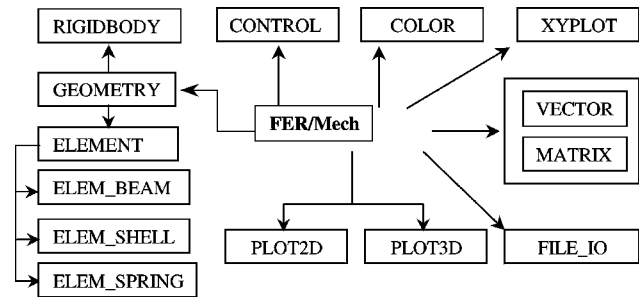 RIGIDBODY
CONTROL
COLOR
XYPLOT
GEOMETRY
FER/Mech
VECTOR
MATRIX
ELEMENT
ELEM_BEAM
ELEM_SHELL
ELEM_SPRING
PLOT2D
PLOT3D
FILE_IO